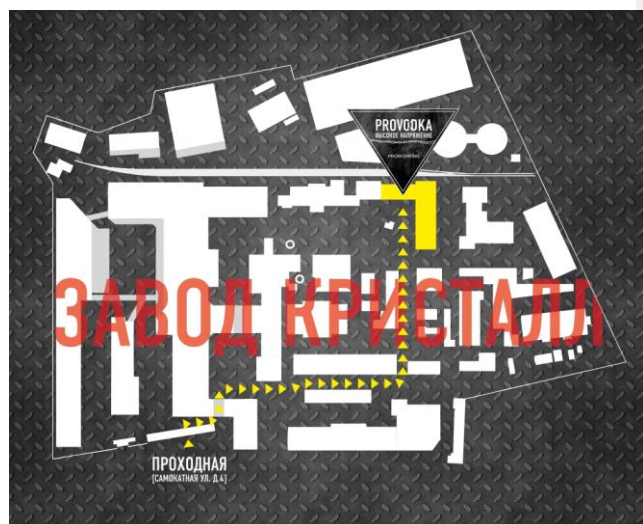 PROVODKA
ВЫСОКОЕ НАПРЯЖЕНИЕ
ЗАВОД КРИСТАЛЛ
ПРОХОДНАЯ
[САМОКАТНАЯ УЛ. Д.4]